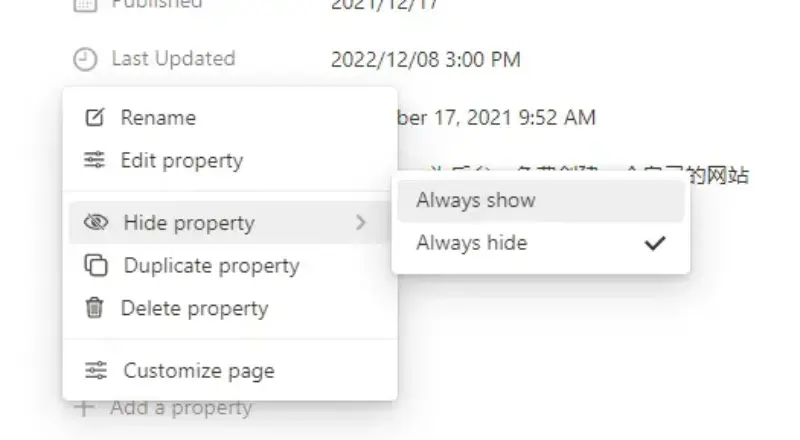 Published 2021/12/17
Last Updated 2022/12/08 3:00 PM
Rename
ber 17, 2021 9:52 AM
Edit property
的网站
Always show
Hide property
Always hide
Duplicate property
Delete property
Customize page
Add a property